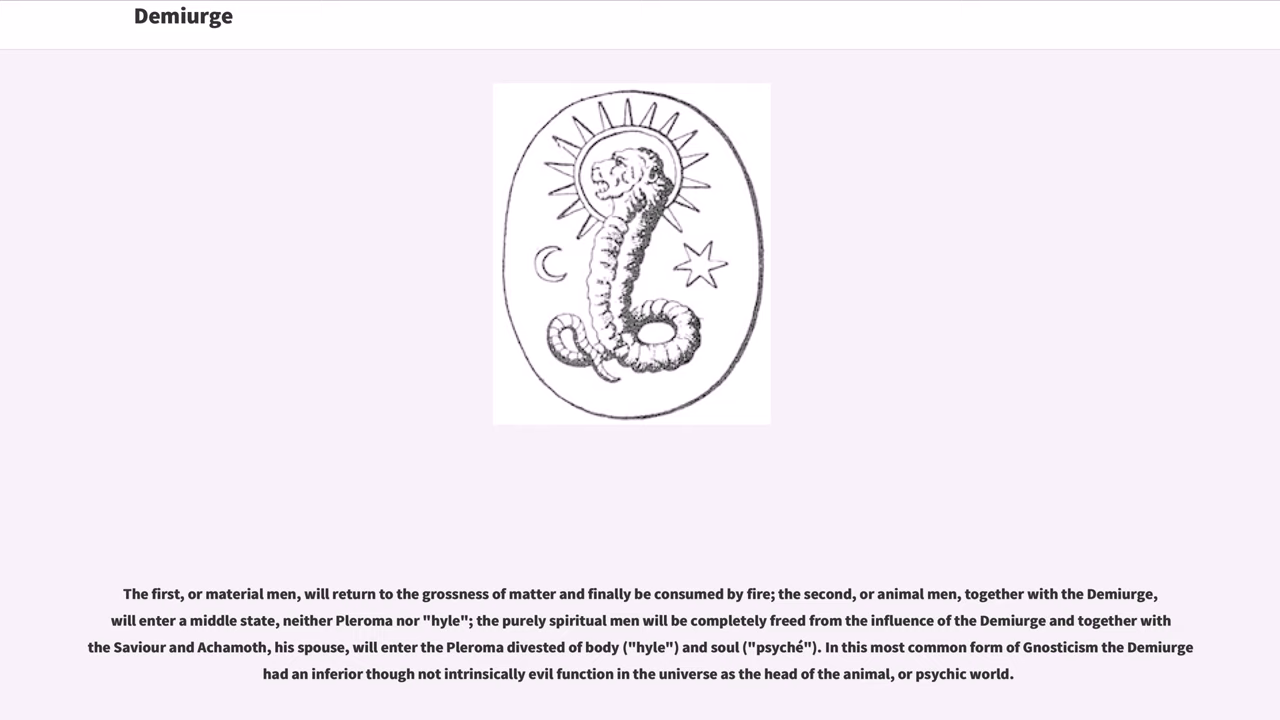 Demiurge
The first, or material men, will return to the grossness of matter and finally be consumed by fire; the second, or animal men, together with the Demiurge,
will enter a middle state, neither Pleroma nor "hyle"; the purely spiritual men will be completely freed from the influence of the Demiurge and together with
the Saviour and Achamoth, his spouse, will enter the Pleroma divested of body ("hyle") and soul ("psyché"). In this most common form of Gnosticism the Demiurge
had an inferior though not intrinsically evil function in the universe as the head of the animal, or psychic world.